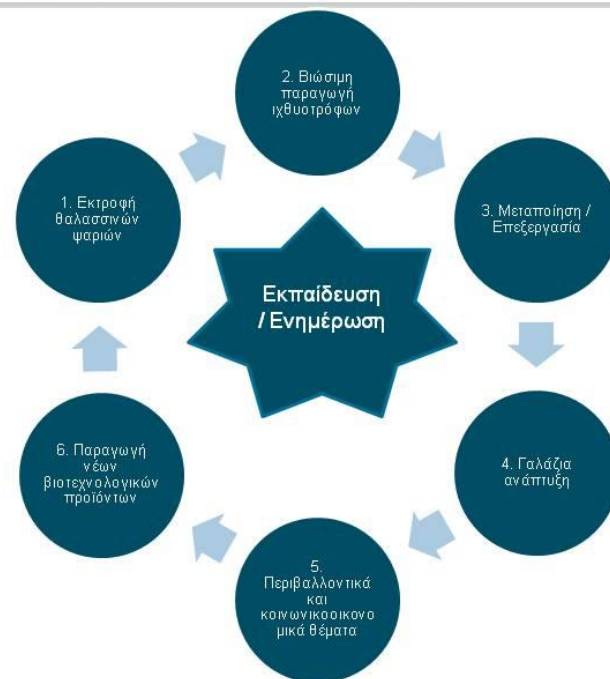 2. Βιώσιμη
παραγωγή
ιχθυοτρόφων
1. Εκτροφή
θαλασσινών
ψαριών
3. Μεταποίηση /
Επεξεργασία
Εκπαίδευση
/ Ενημέρωση
6. Παραγωγή
νέων
βιοτεχνολογικών
προϊόντων
4. Γαλάζια
ανάπτυξη
5.
Περιβαλλοντικά
και
κοινωνικοοικονο
μικά θέματα